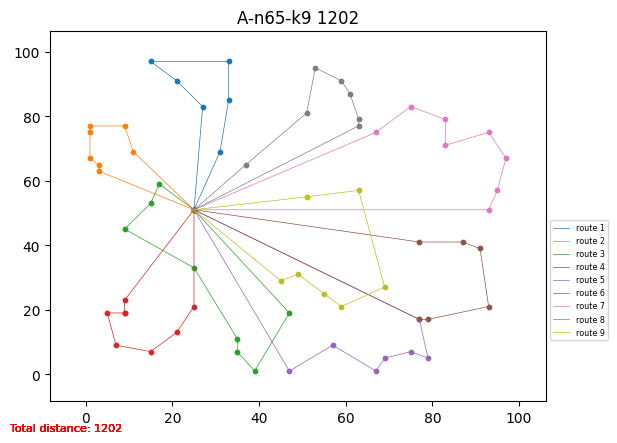 A-n65-k9 1202
100
80
60
40
20
0
0 20 40 60 80 100
route 1
route 2
route 3
route 4
route 5
route 6
route 7
route 8
route 9
Total distance: 1202